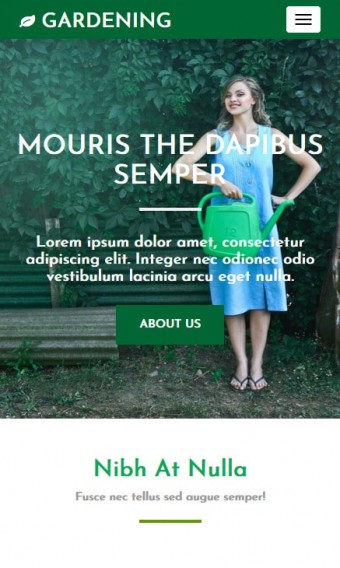 GARDENING
MOURIS THE DAPIBUS
SEMPER
Lorem ipsum dolor amet, consectetur
adipiscing elit. Integer nec odionec odio
vestibulum lacinia arcu eget nulla.
ABOUT US
Nibh At Nulla
Fusce nec tellus sed augue semper!